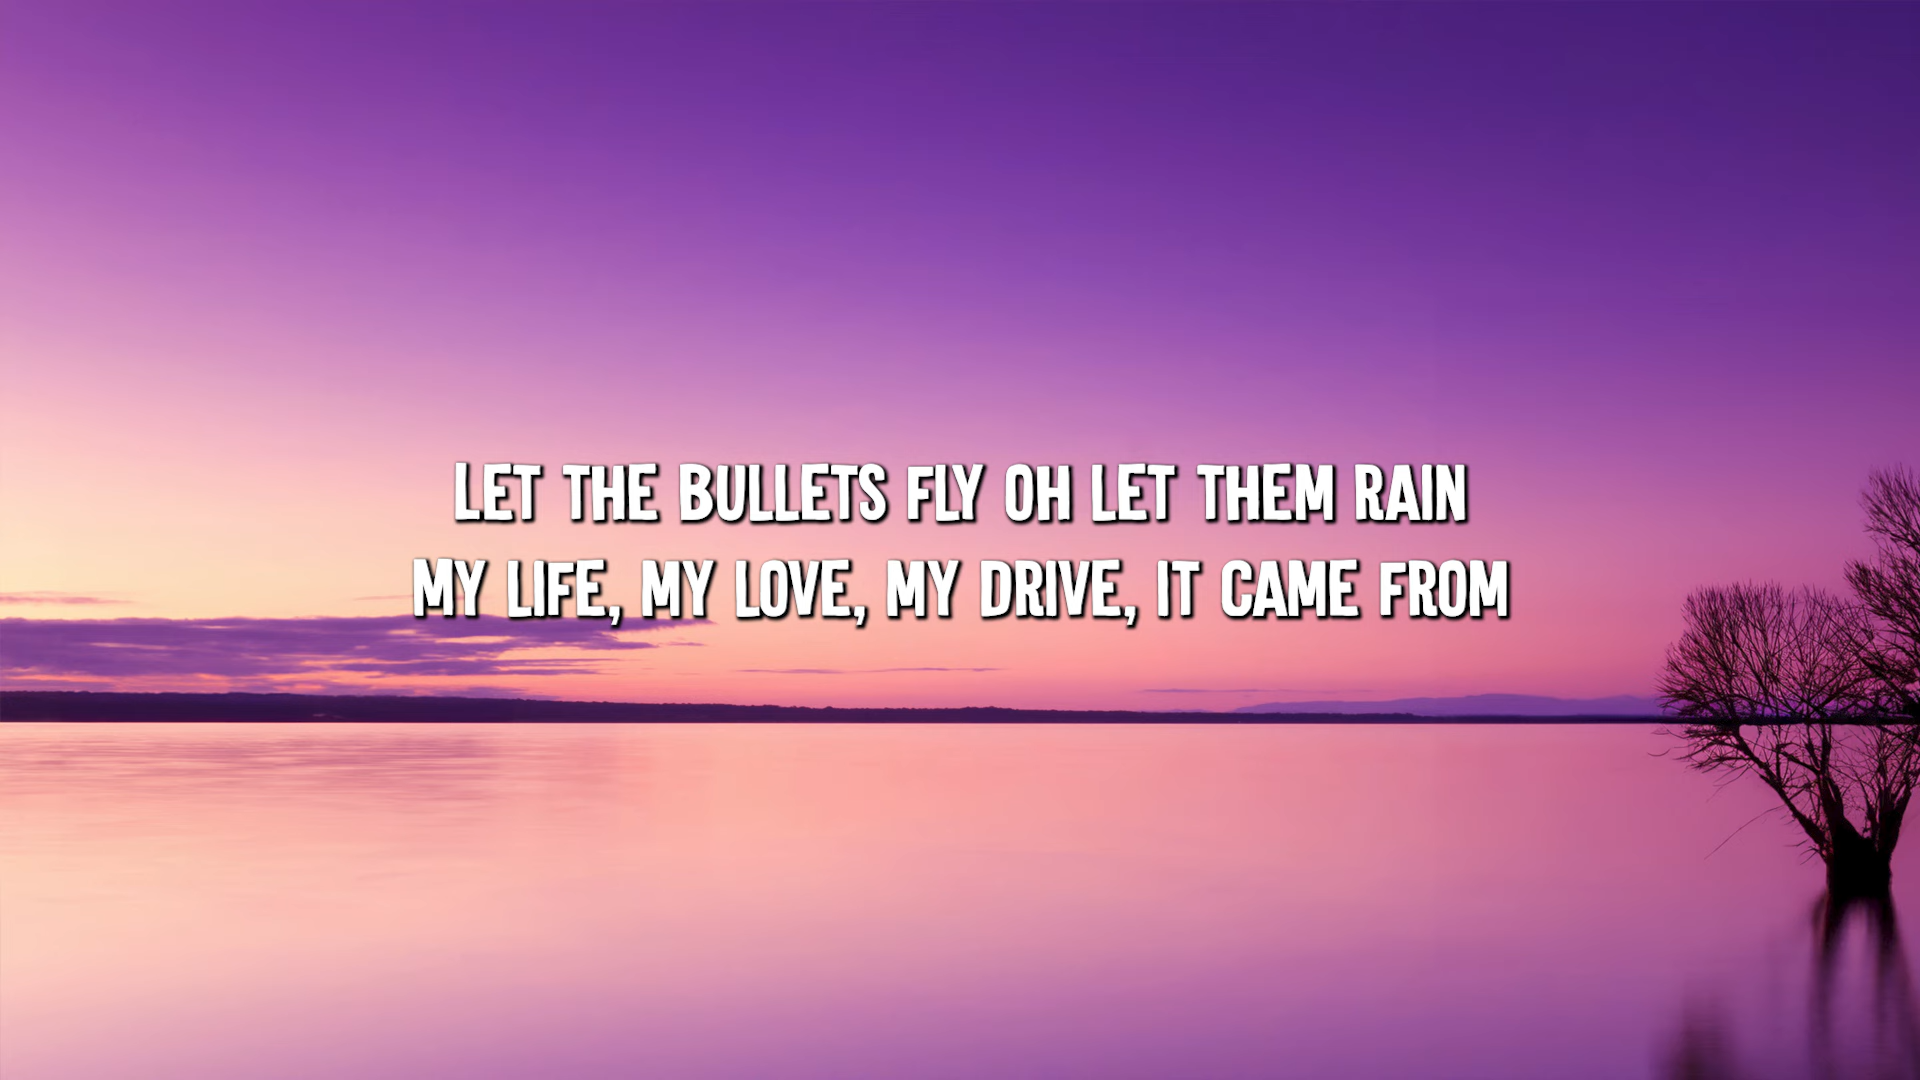 LET THE BULLETS FLY OH LET THEM RAIN
MY LIFE, MY LOVE, MY DRIVE, IT CAME FROM